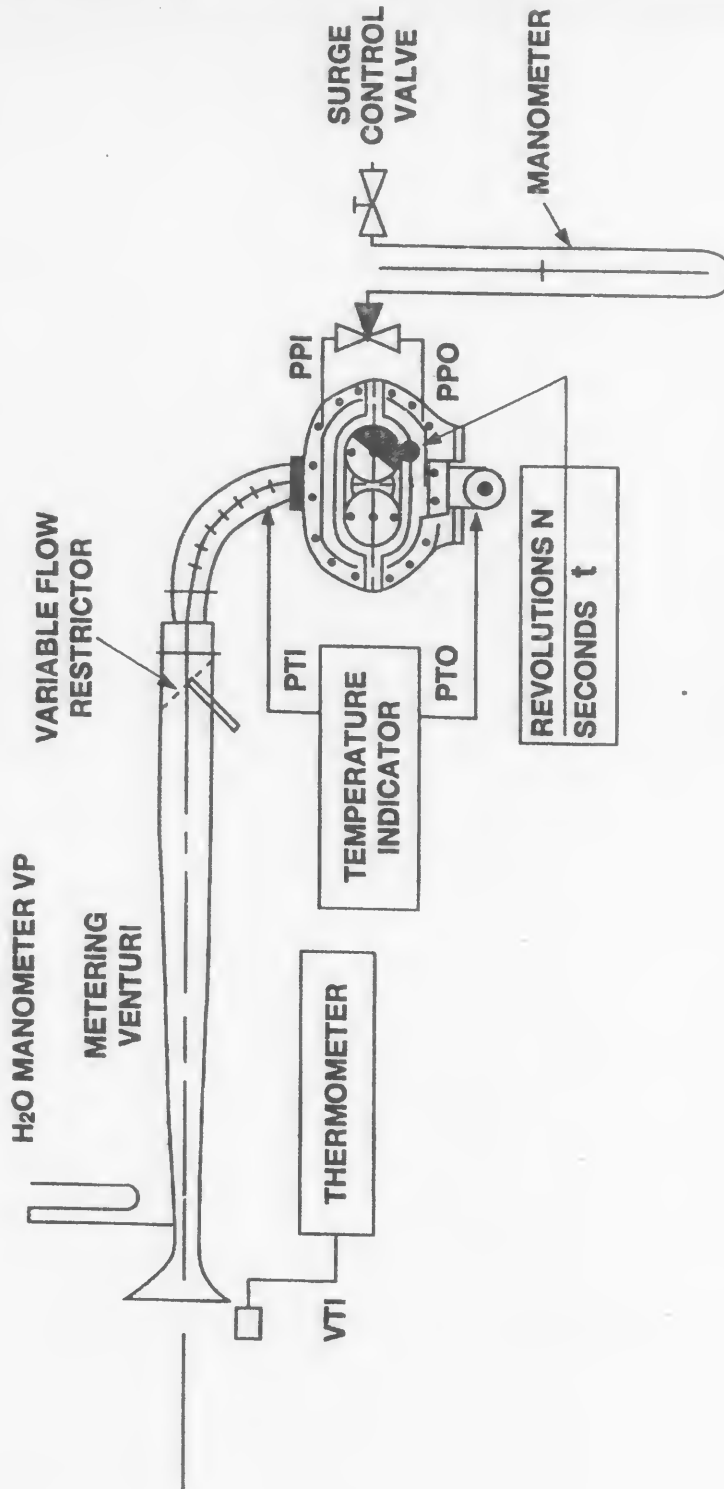 H2O MANOMETER VP
METERING
VENTURI
VARIABLE FLOW
RESTRICTOR
SURGE
CONTROL
VALVE
PPI
PPO
PTI
PTO
VTI
THERMOMETER
TEMPERATURE
INDICATOR
REVOLUTIONS N
SECONDS t
MANOMETER